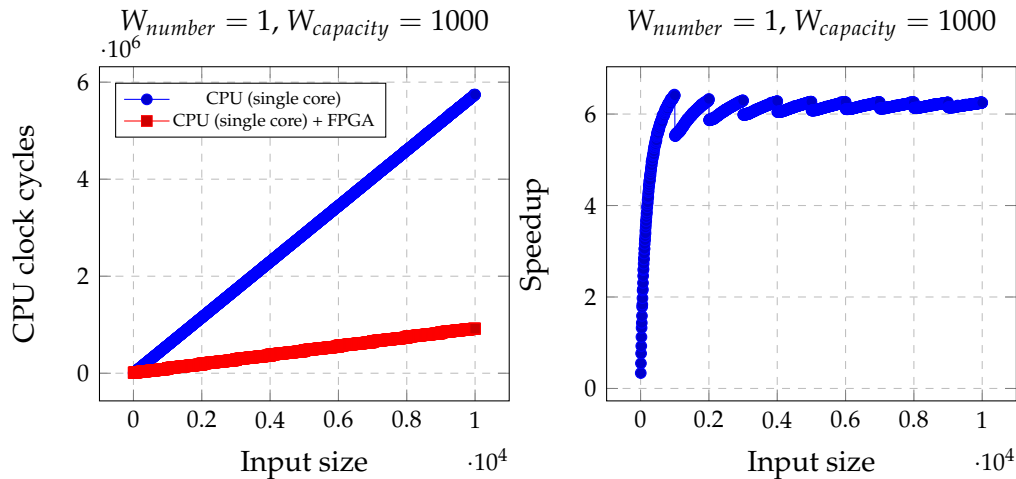 W_number = 1, W_capacity = 1000
·10^6
CPU clock cycles
6
4
2
0
CPU (single core)
CPU (single core) + FPGA
0 0.2 0.4 0.6 0.8 1
Input size
·10^4
W_number = 1, W_capacity = 1000
Speedup
6
4
2
0
0 0.2 0.4 0.6 0.8 1
Input size
·10^4